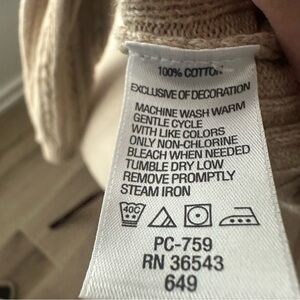 100% COTTON
EXCLUSIVE OF DECORATION
MACHINE WASH WARM
GENTLE CYCLE
WITH LIKE COLORS
ONLY NON-CHLORINE
BLEACH WHEN NEEDED
TUMBLE DRY LOW
REMOVE PROMPTLY
STEAM IRON
40C
PC-759
RN 36543
649